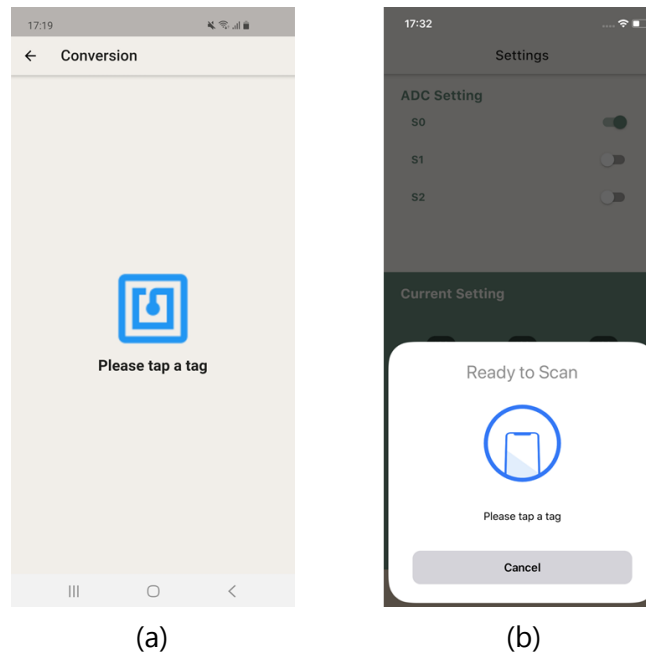 17:19
Conversion
Please tap a tag
(a)
17:32
Settings
ADC Setting
S0
S1
S2
Current Setting
Ready to Scan
Please tap a tag
Cancel
(b)